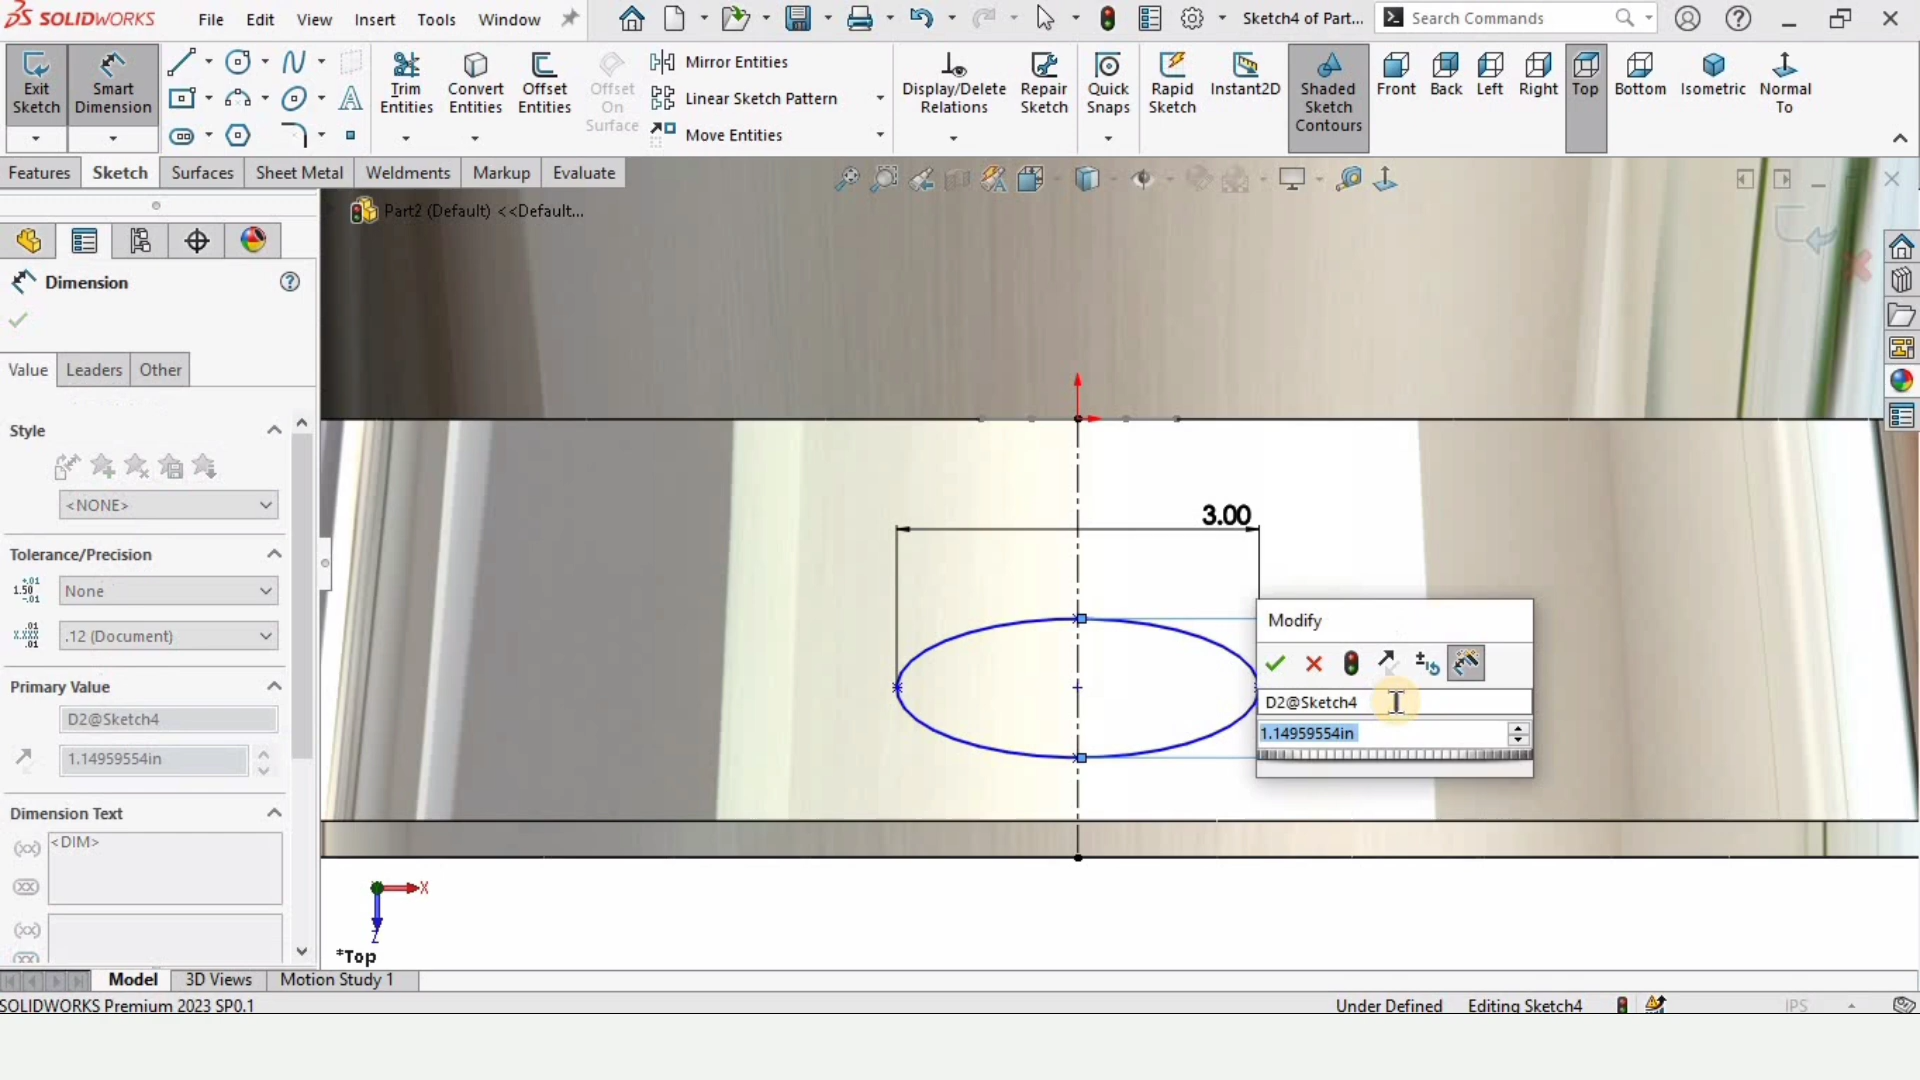 SOLIDWORKS File Edit View Insert Tools Window Sketch4 of Part... Search Commands
Exit Sketch
Smart Dimension
Trim Entities
Convert Entities
Offset Entities
Offset On Surface
Mirror Entities
Linear Sketch Pattern
Move Entities
Display/Delete Relations
Repair Sketch
Quick Snaps
Rapid Sketch
Instant2D
Shaded Sketch Contours
Front Back Left Right Top Bottom Isometric Normal To
Features Sketch Surfaces Sheet Metal Weldments Markup Evaluate
Part2 (Default) <<Default...
Dimension
Value Leaders Other
Style
<NONE>
Tolerance/Precision
None
.12 (Document)
Primary Value
D2@Sketch4
1.14959554in
Dimension Text
<DIM>
3.00
Modify
D2@Sketch4
1.14959554in
X
Z
*Top
Model 3D Views Motion Study 1
SOLIDWORKS Premium 2023 SP0.1 Under Defined Editing Sketch4 IPS